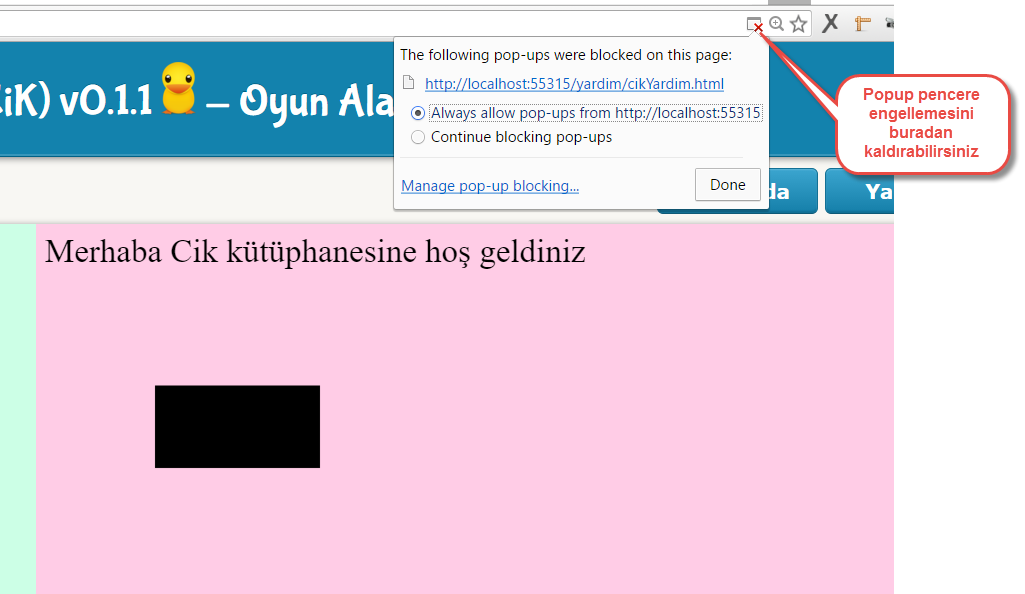 The following pop-ups were blocked on this page:
http://localhost:55315/yardim/cikYardim.html
Always allow pop-ups from http://localhost:55315
Continue blocking pop-ups
Manage pop-up blocking...
Done
Popup pencere
engellemesini
buradan
kaldırabilirsiniz
iK) v0.1.1 – Oyun Ala
da
Ya
Merhaba Cik kütüphanesine hoş geldiniz